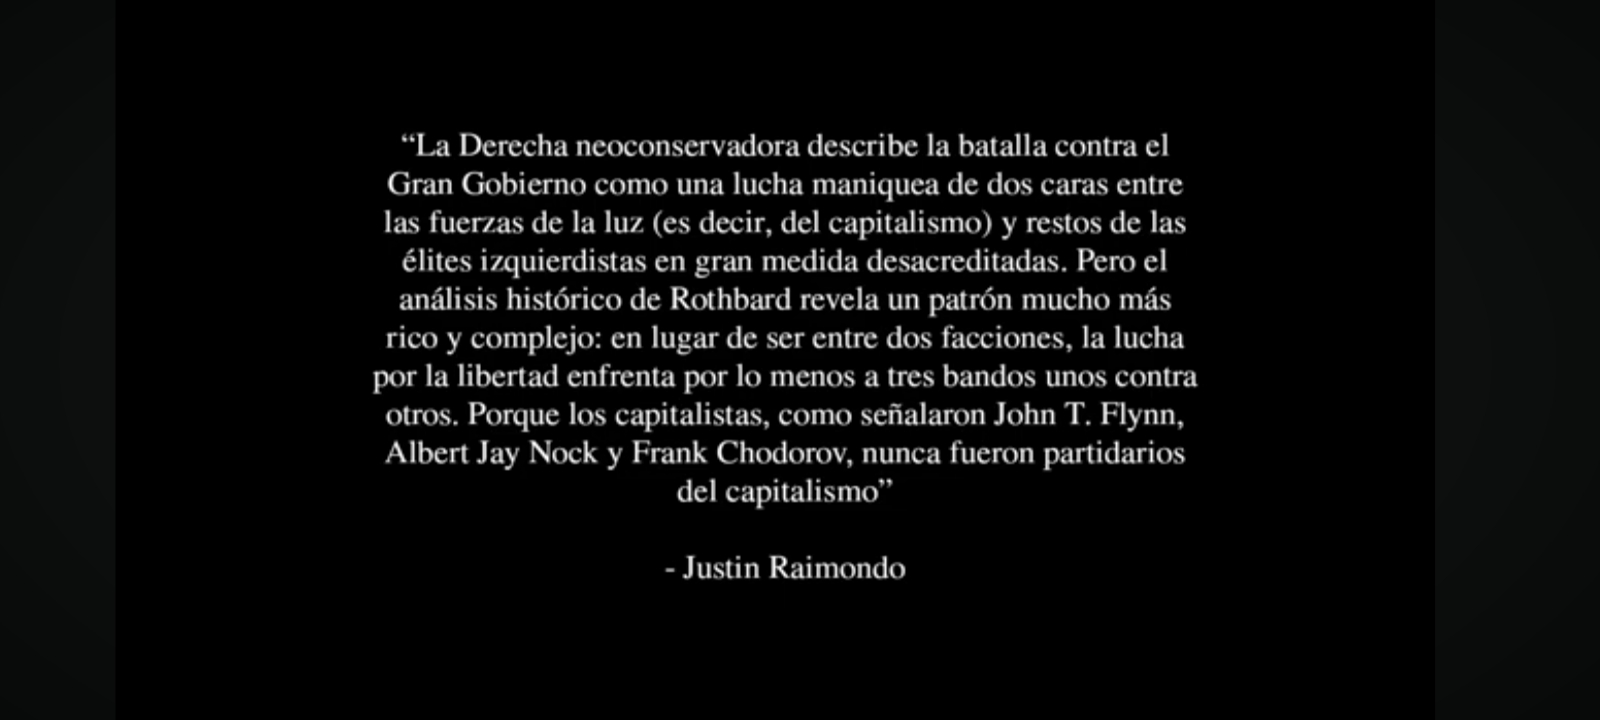 “La Derecha neoconservadora describe la batalla contra el
Gran Gobierno como una lucha maniquea de dos caras entre
las fuerzas de la luz (es decir, del capitalismo) y restos de las
élites izquierdistas en gran medida desacreditadas. Pero el
análisis histórico de Rothbard revela un patrón mucho más
rico y complejo: en lugar de ser entre dos facciones, la lucha
por la libertad enfrenta por lo menos a tres bandos unos contra
otros. Porque los capitalistas, como señalaron John T. Flynn,
Albert Jay Nock y Frank Chodorov, nunca fueron partidarios
del capitalismo”
- Justin Raimondo